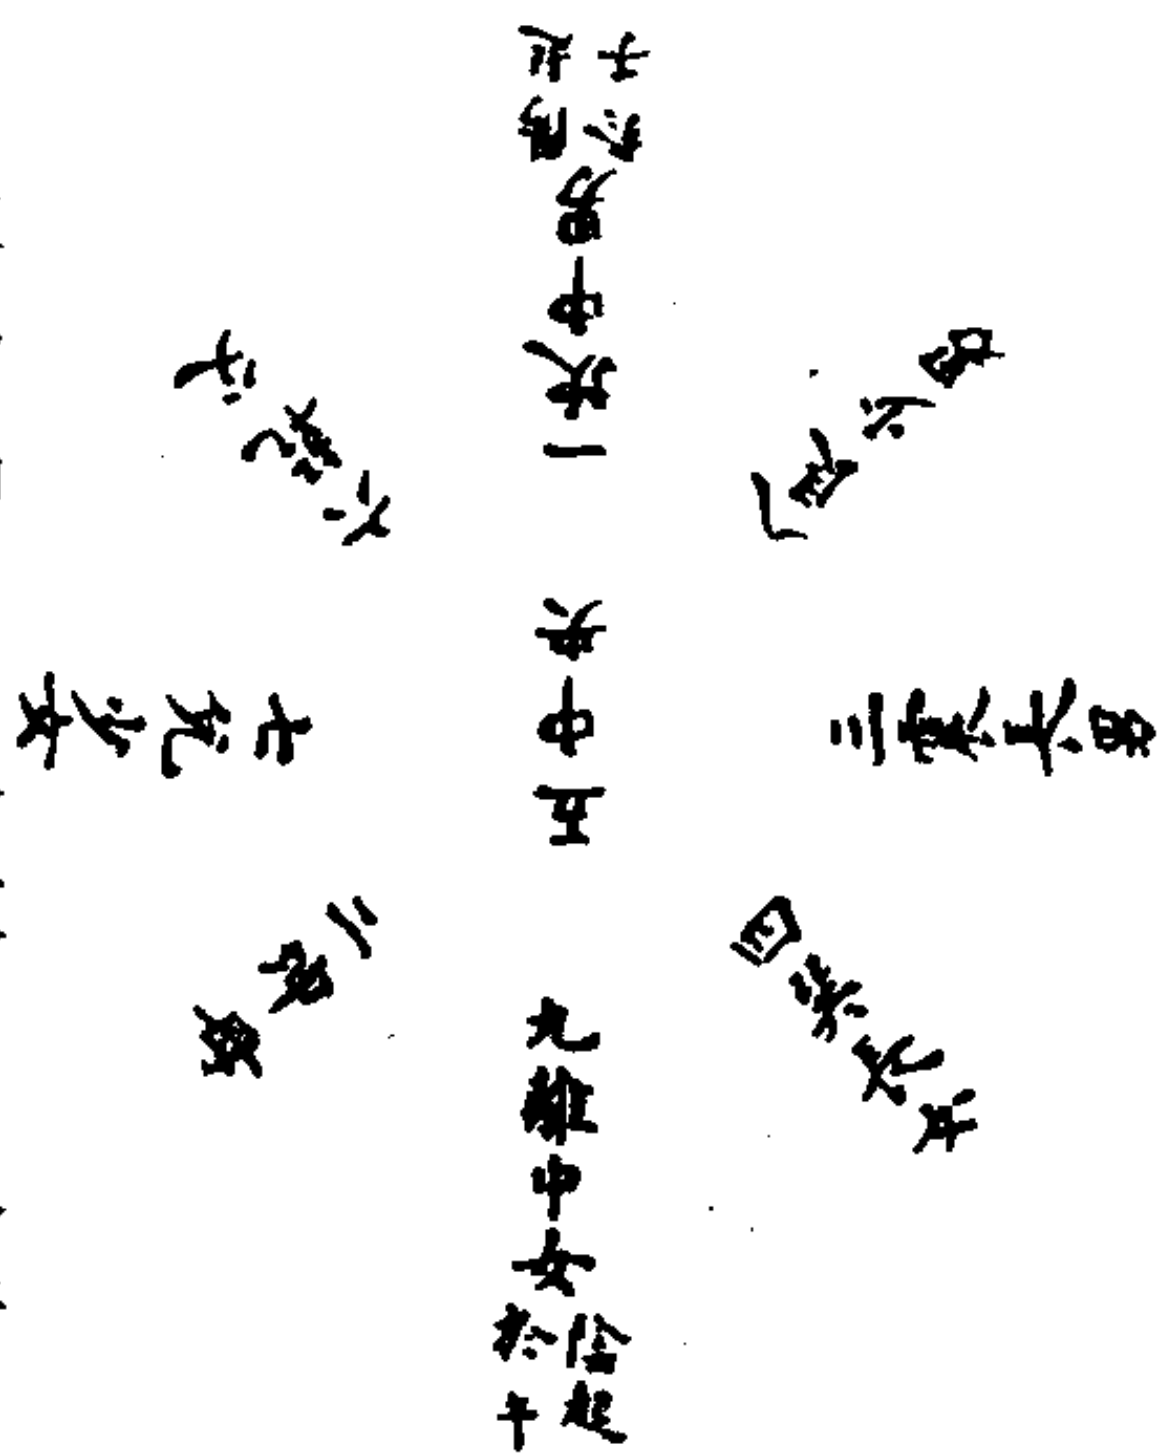 一坎中男
陽起
於子
八艮少男
三震長男
四巽長女
九離中女
陰起
於午
二坤母
七兌少女
六乾父
五中央